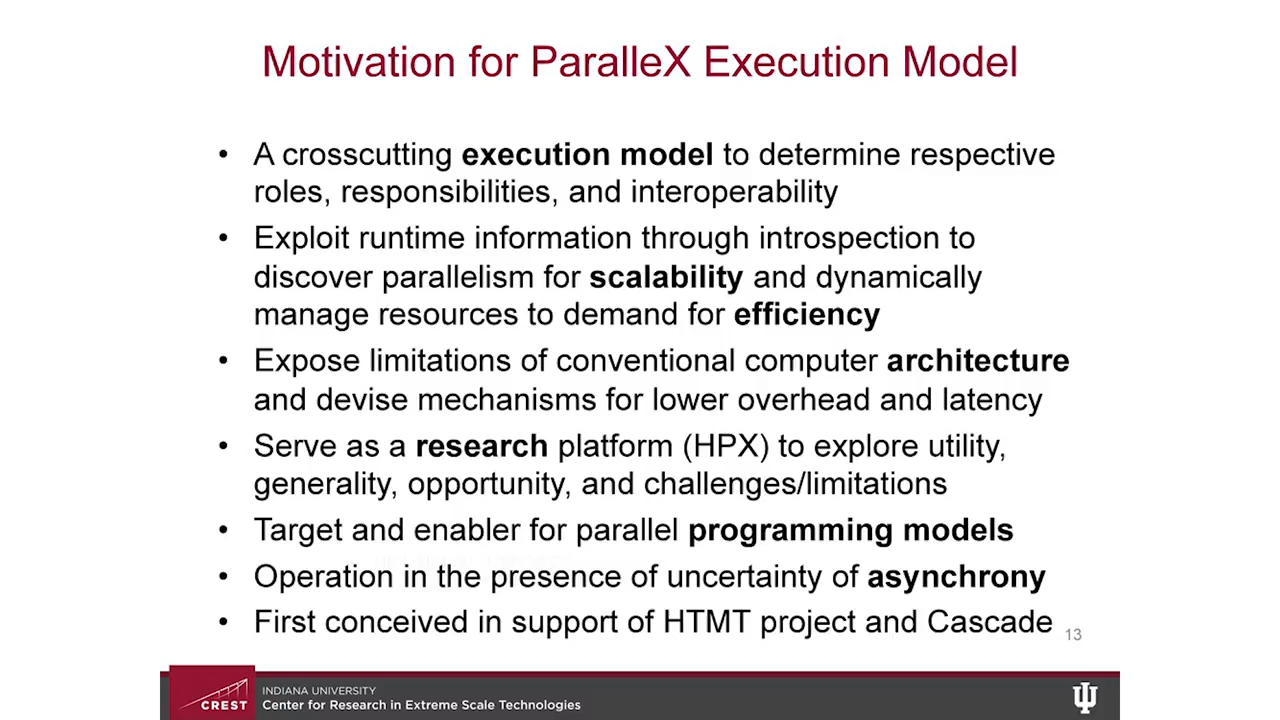 Motivation for ParalleX Execution Model
• A crosscutting execution model to determine respective
roles, responsibilities, and interoperability
• Exploit runtime information through introspection to
discover parallelism for scalability and dynamically
manage resources to demand for efficiency
• Expose limitations of conventional computer architecture
and devise mechanisms for lower overhead and latency
• Serve as a research platform (HPX) to explore utility,
generality, opportunity, and challenges/limitations
• Target and enabler for parallel programming models
• Operation in the presence of uncertainty of asynchrony
• First conceived in support of HTMT project and Cascade
13
CREST
INDIANA UNIVERSITY
Center for Research in Extreme Scale Technologies